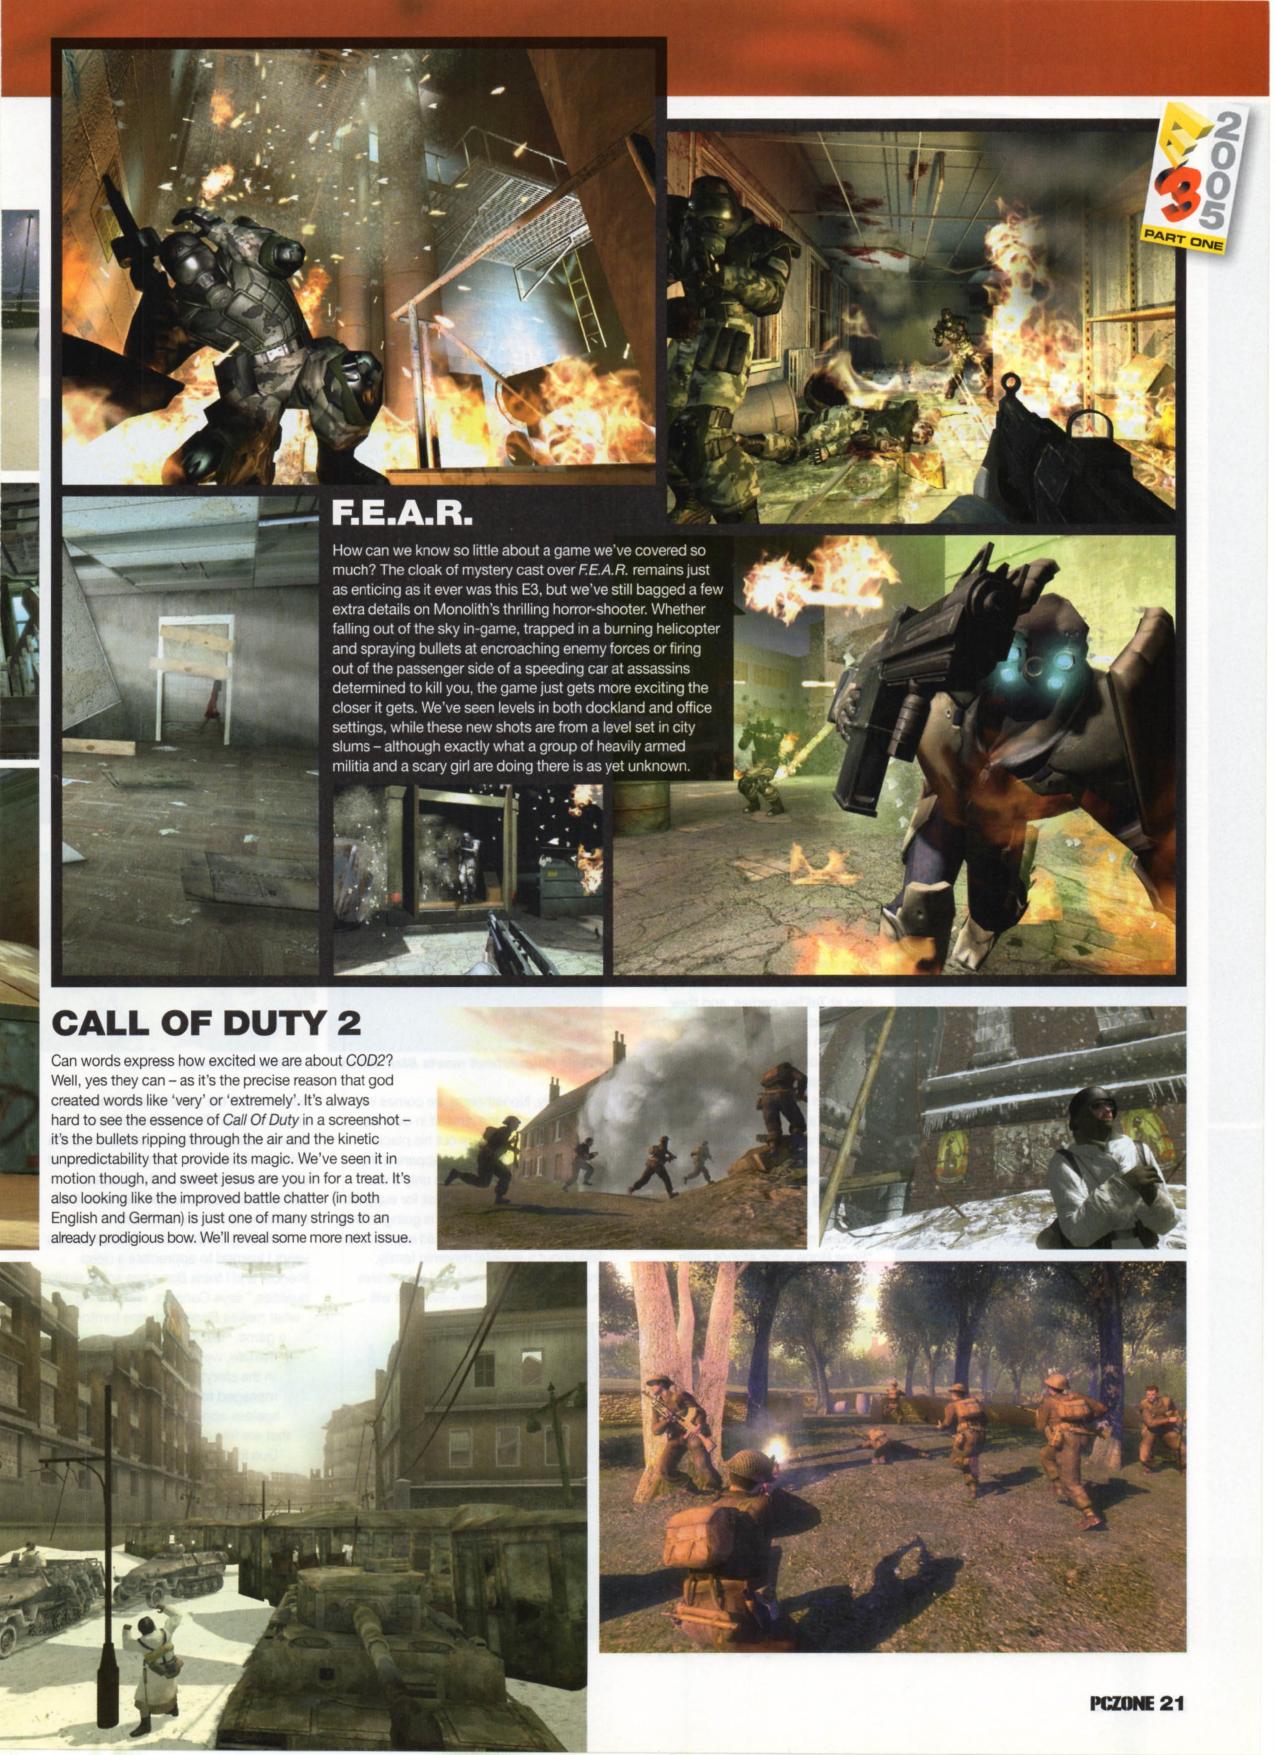 E3
2005
PART ONE
F.E.A.R.
How can we know so little about a game we've covered so
much? The cloak of mystery cast over F.E.A.R. remains just
as enticing as it ever was this E3, but we've still bagged a few
extra details on Monolith's thrilling horror-shooter. Whether
falling out of the sky in-game, trapped in a burning helicopter
and spraying bullets at encroaching enemy forces or firing
out of the passenger side of a speeding car at assassins
determined to kill you, the game just gets more exciting the
closer it gets. We've seen levels in both dockland and office
settings, while these new shots are from a level set in city
slums – although exactly what a group of heavily armed
militia and a scary girl are doing there is as yet unknown.
CALL OF DUTY 2
Can words express how excited we are about COD2?
Well, yes they can – as it's the precise reason that god
created words like 'very' or 'extremely'. It's always
hard to see the essence of Call Of Duty in a screenshot –
it's the bullets ripping through the air and the kinetic
unpredictability that provide its magic. We've seen it in
motion though, and sweet jesus are you in for a treat. It's
also looking like the improved battle chatter (in both
English and German) is just one of many strings to an
already prodigious bow. We'll reveal some more next issue.
PCZONE 21